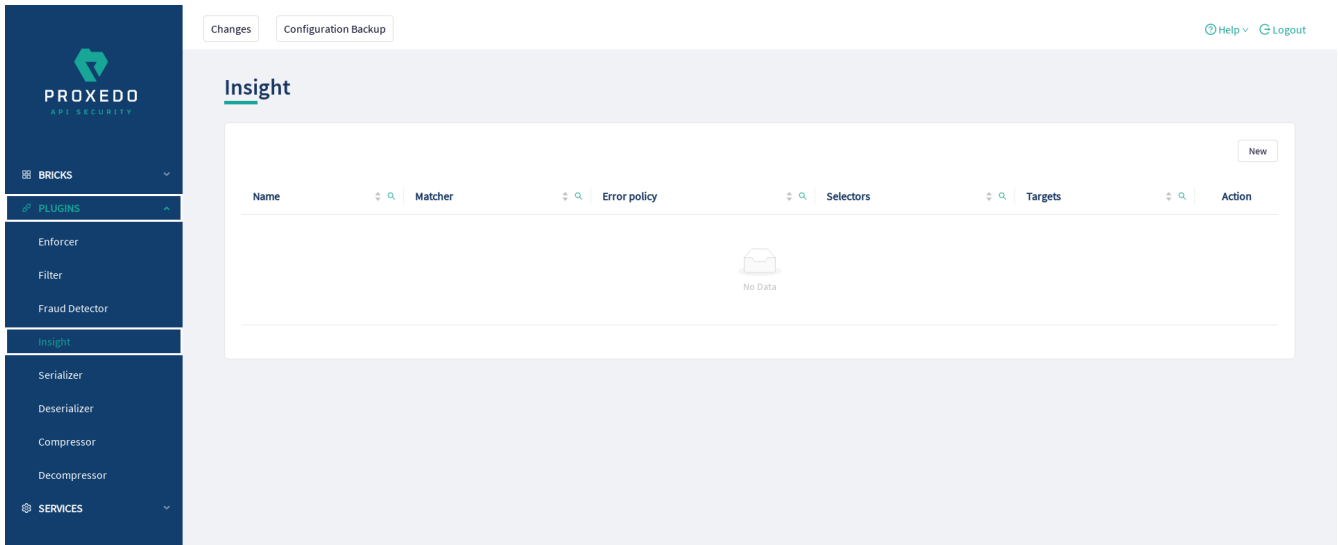 Changes Configuration Backup Help Logout
PROXEDO
API SECURITY
Insight
New
BRICKS
PLUGINS
Enforcer
Filter
Fraud Detector
Insight
Serializer
Deserializer
Compressor
Decompressor
SERVICES
Name Matcher Error policy Selectors Targets Action
No Data